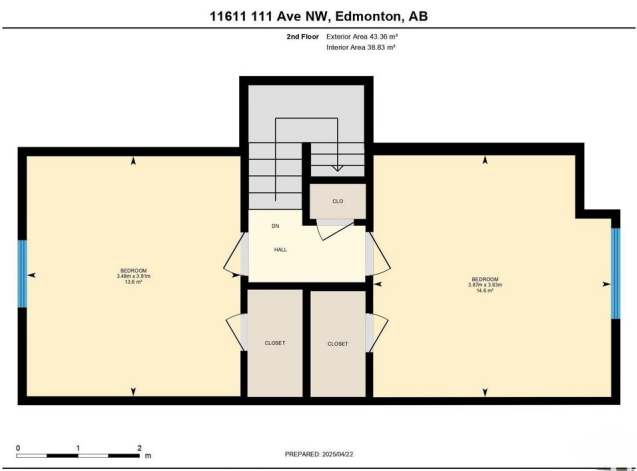 11611 111 Ave NW, Edmonton, AB
2nd Floor Exterior Area 43.36 m²
Interior Area 38.83 m²
CLO
DN
HALL
BEDROOM
3.48m x 3.91m
13.6 m²
BEDROOM
3.87m x 3.93m
14.6 m²
CLOSET
CLOSET
0 1 2
m
PREPARED: 2025/04/22